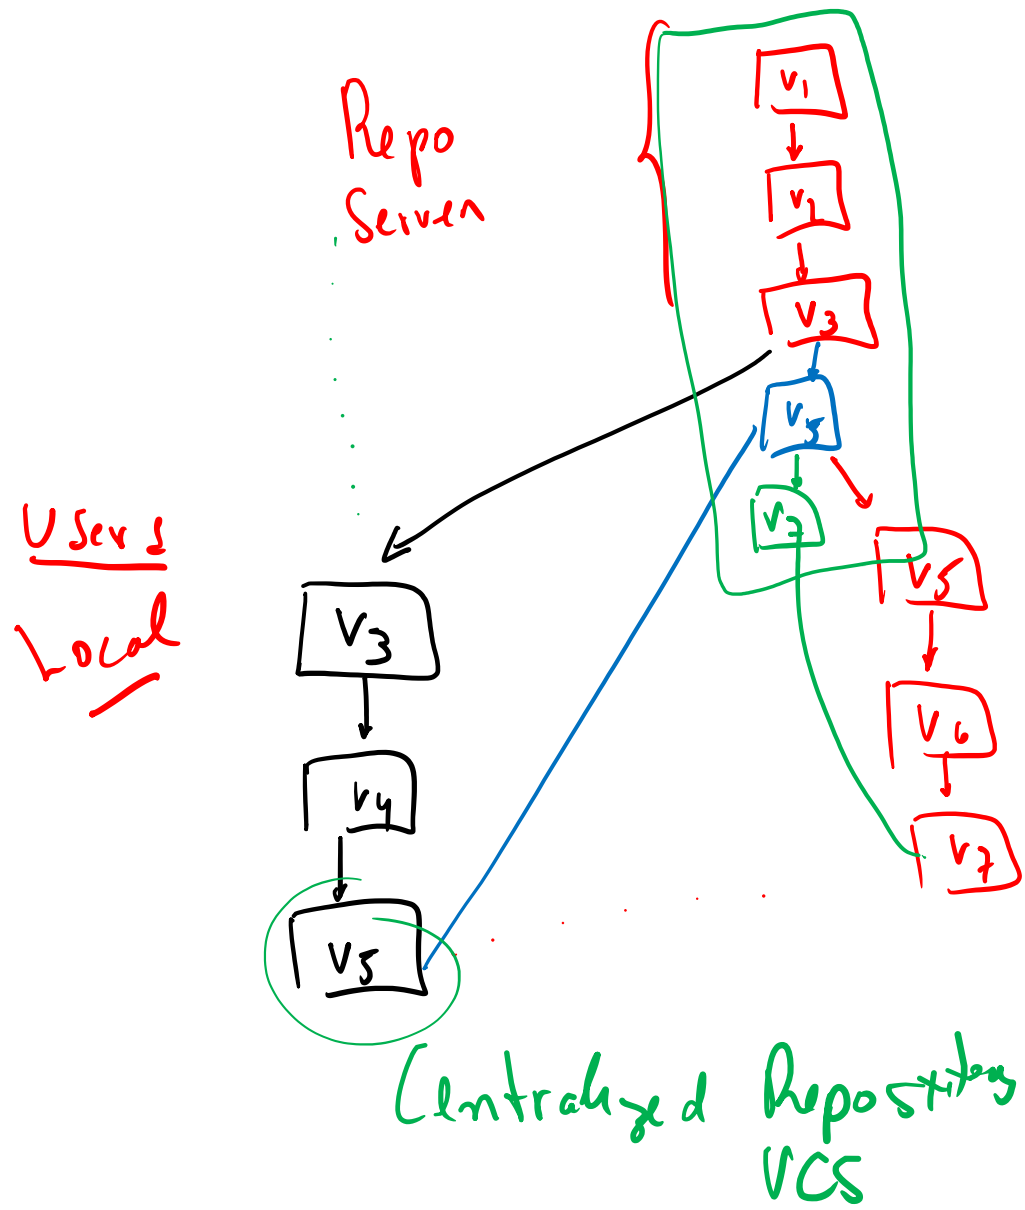 V1
Repo
Server
V2
V3
V5
V7
Users
Local
V5
V3
V6
V4
V7
V5
Centralized Repository
VCS